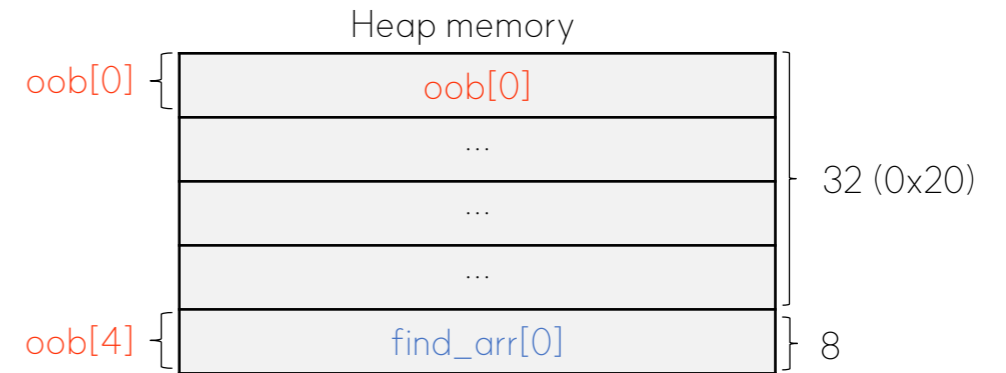 Heap memory
oob[0]
oob[0]
...
...
32 (0x20)
...
...
oob[4]
find_arr[0]
8